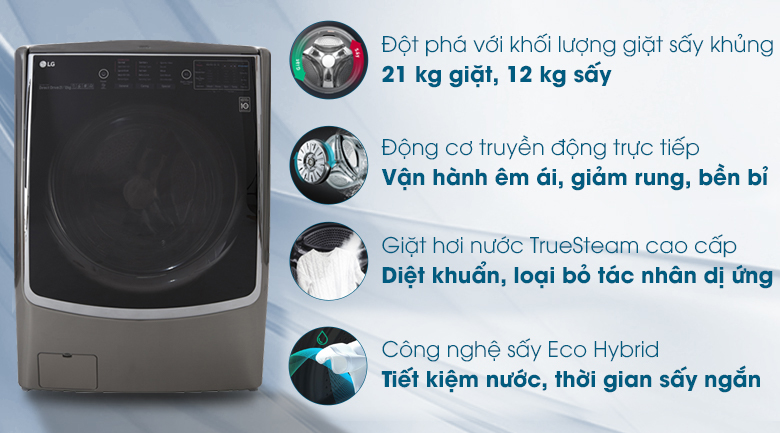 LG
Đột phá với khối lượng giặt sấy khủng
21 kg giặt, 12 kg sấy
GIẶT
SẤY
Động cơ truyền động trực tiếp
Vận hành êm ái, giảm rung, bền bỉ
Giặt hơi nước TrueSteam cao cấp
Diệt khuẩn, loại bỏ tác nhân dị ứng
Công nghệ sấy Eco Hybrid
Tiết kiệm nước, thời gian sấy ngắn